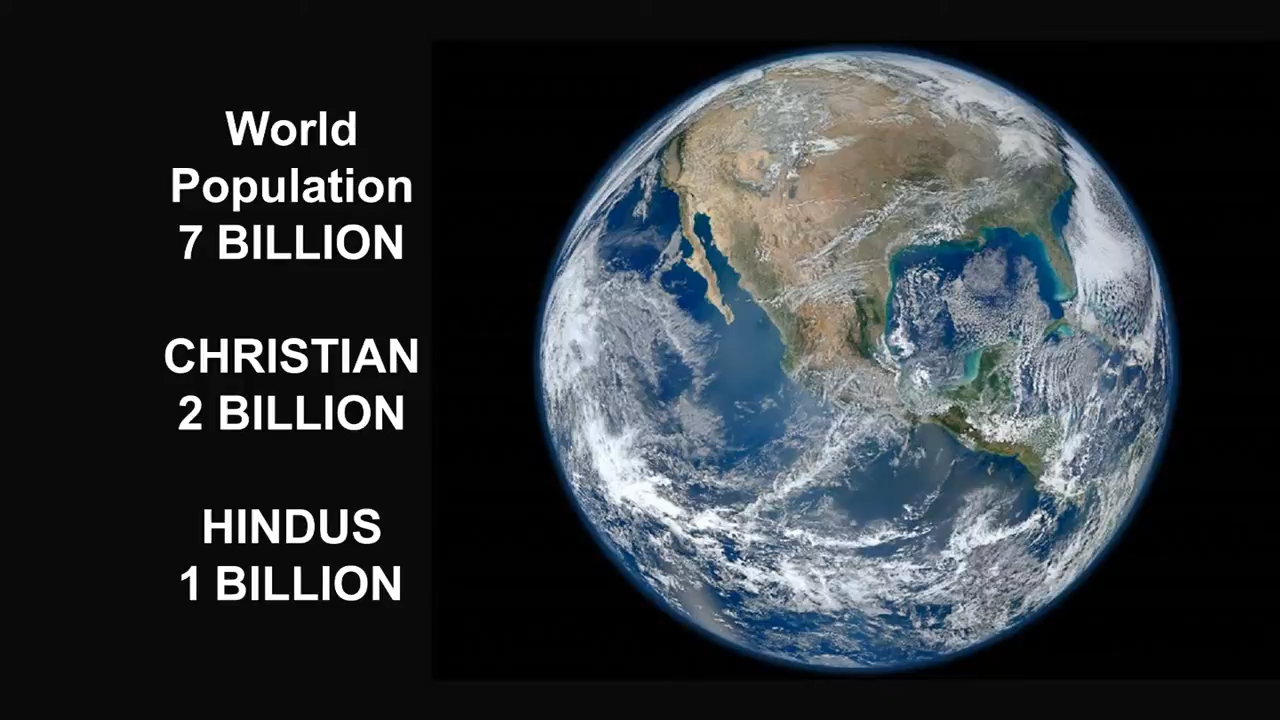 World
Population
7 BILLION
CHRISTIAN
2 BILLION
HINDUS
1 BILLION